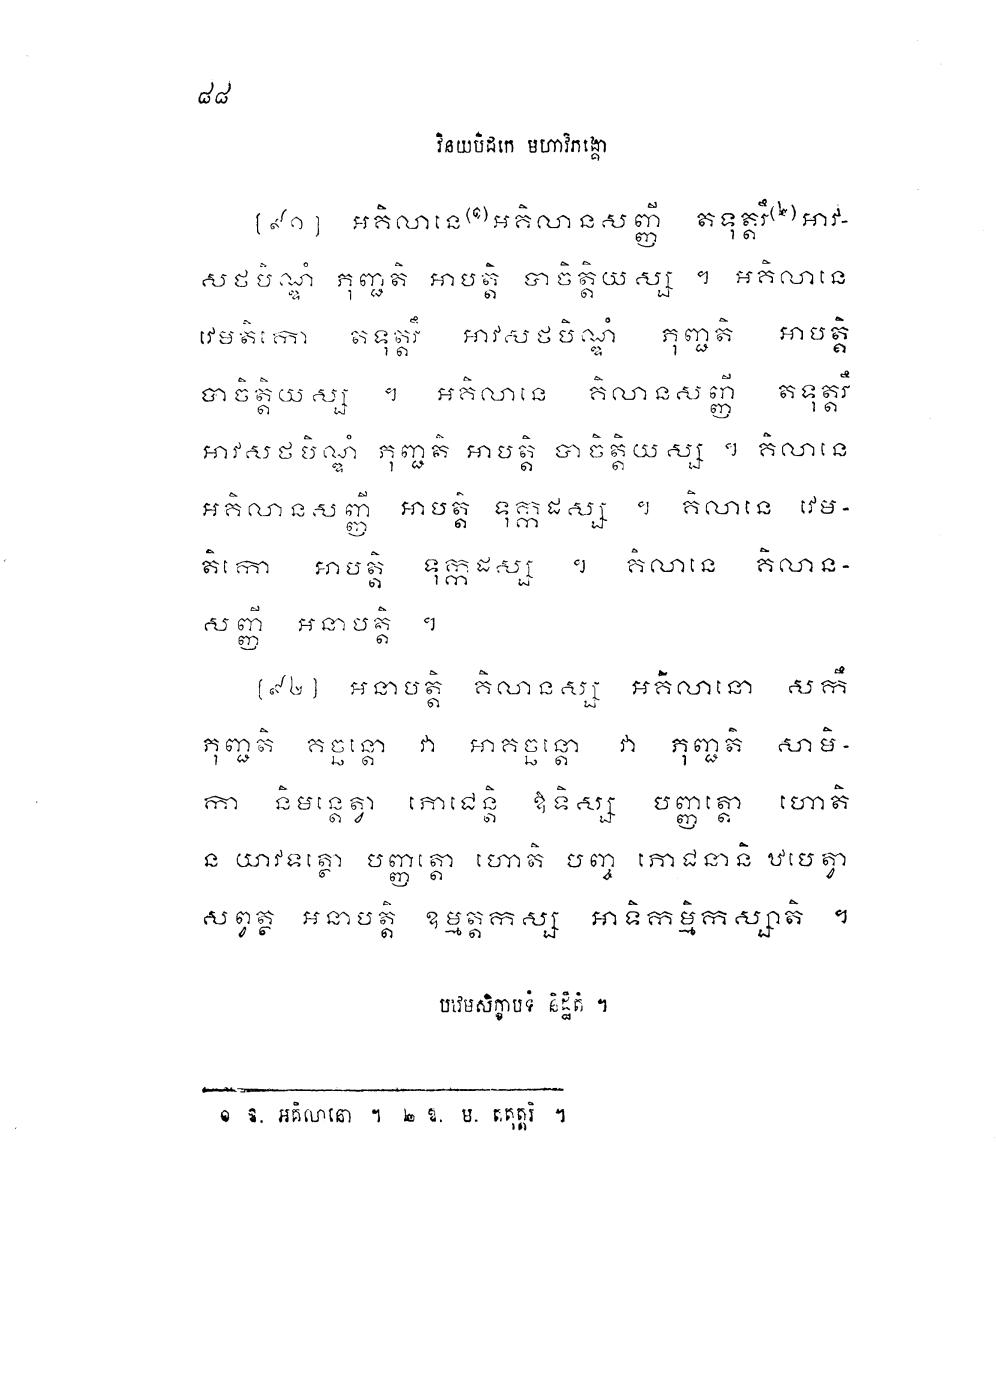 ៨៨
វិនយបិដកេ មហាវិភង្គោ
[៩១] អគិលានេ(១)អគិលានសញ្ញី តទុត្តរឹ(២)អាវ-
សថបិណ្ឌំ ភុញ្ជតិ អាបត្តិ បាចិត្តិយស្ស ។ អគិលានេ
វេមតិកោ តទុត្តរឹ អាវសថបិណ្ឌំ ភុញ្ជតិ អាបត្តិ
បាចិត្តិយស្ស ។ អគិលានេ គិលានសញ្ញី តទុត្តរឹ
អាវសថបិណ្ឌំ ភុញ្ជតិ អាបត្តិ បាចិត្តិយស្ស ។ គិលានេ
អគិលានសញ្ញី អាបត្តិ ទុក្កដស្ស ។ គិលានេ វេម-
តិកោ អាបត្តិ ទុក្កដស្ស ។ គិលានេ គិលាន-
សញ្ញី អនាបត្តិ ។
[៩២] អនាបត្តិ គិលានស្ស អគិលានោ សកឹ
ភុញ្ជតិ គច្ឆន្តោ វា អាគច្ឆន្តោ វា ភុញ្ជតិ សាមិ-
កា និមន្តេត្វា ភោជេន្តិ ឱទិស្ស បញ្ញត្តោ ហោតិ
ន យាវទត្ថោ បញ្ញត្តោ ហោតិ បញ្ច ភោជនានិ ឋបេត្វា
សព្វត្ថ អនាបត្តិ ឧម្មត្តកស្ស អាទិកម្មិកស្សាតិ ។
បឋមសិក្ខាបទំ និដ្ឋិតំ ។
១ ឱ. អគិលានោ ។ ២ ឱ. ម. តតុត្តរិ ។